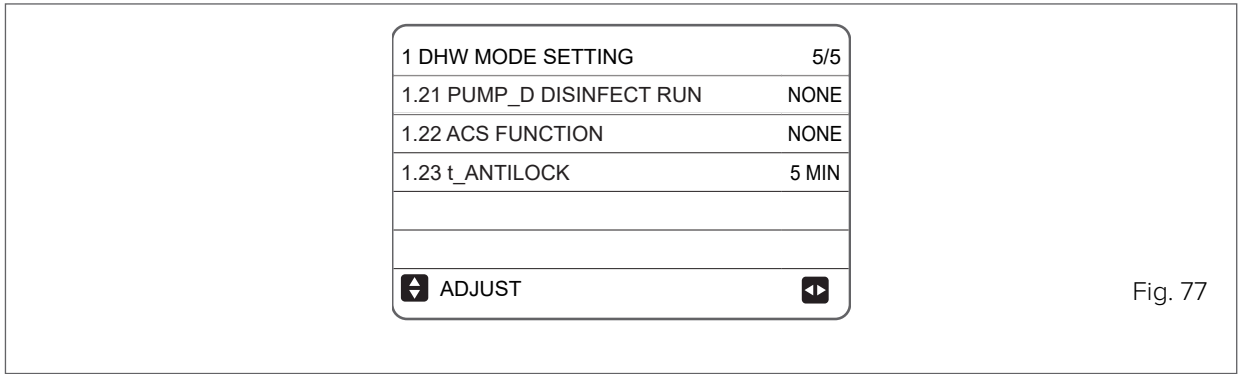 1 DHW MODE SETTING 5/5
1.21 PUMP_D DISINFECT RUN NONE
1.22 ACS FUNCTION NONE
1.23 t_ANTILOCK 5 MIN
ADJUST
Fig. 77